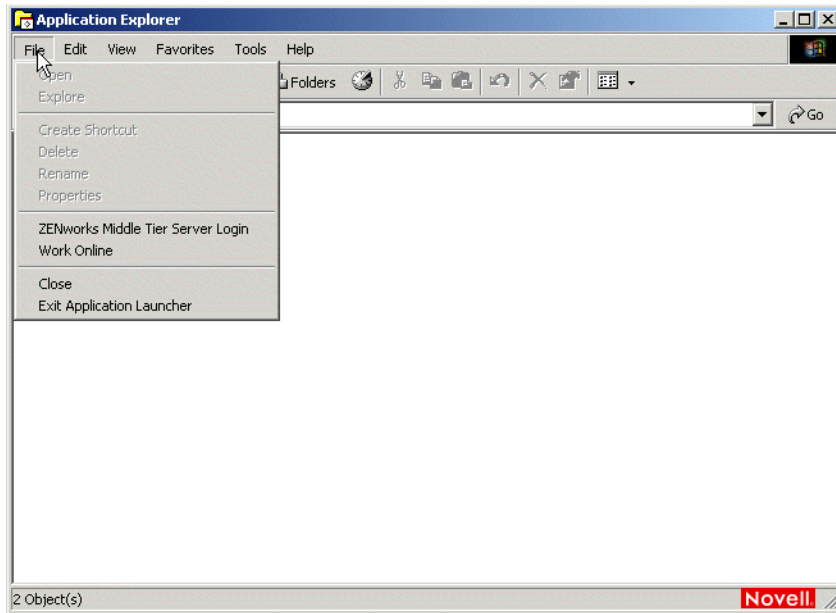 Application Explorer
File Edit View Favorites Tools Help
Open
Folders
Explore
Go
Create Shortcut
Delete
Rename
Properties
ZENworks Middle Tier Server Login
Work Online
Close
Exit Application Launcher
2 Object(s)
Novell.